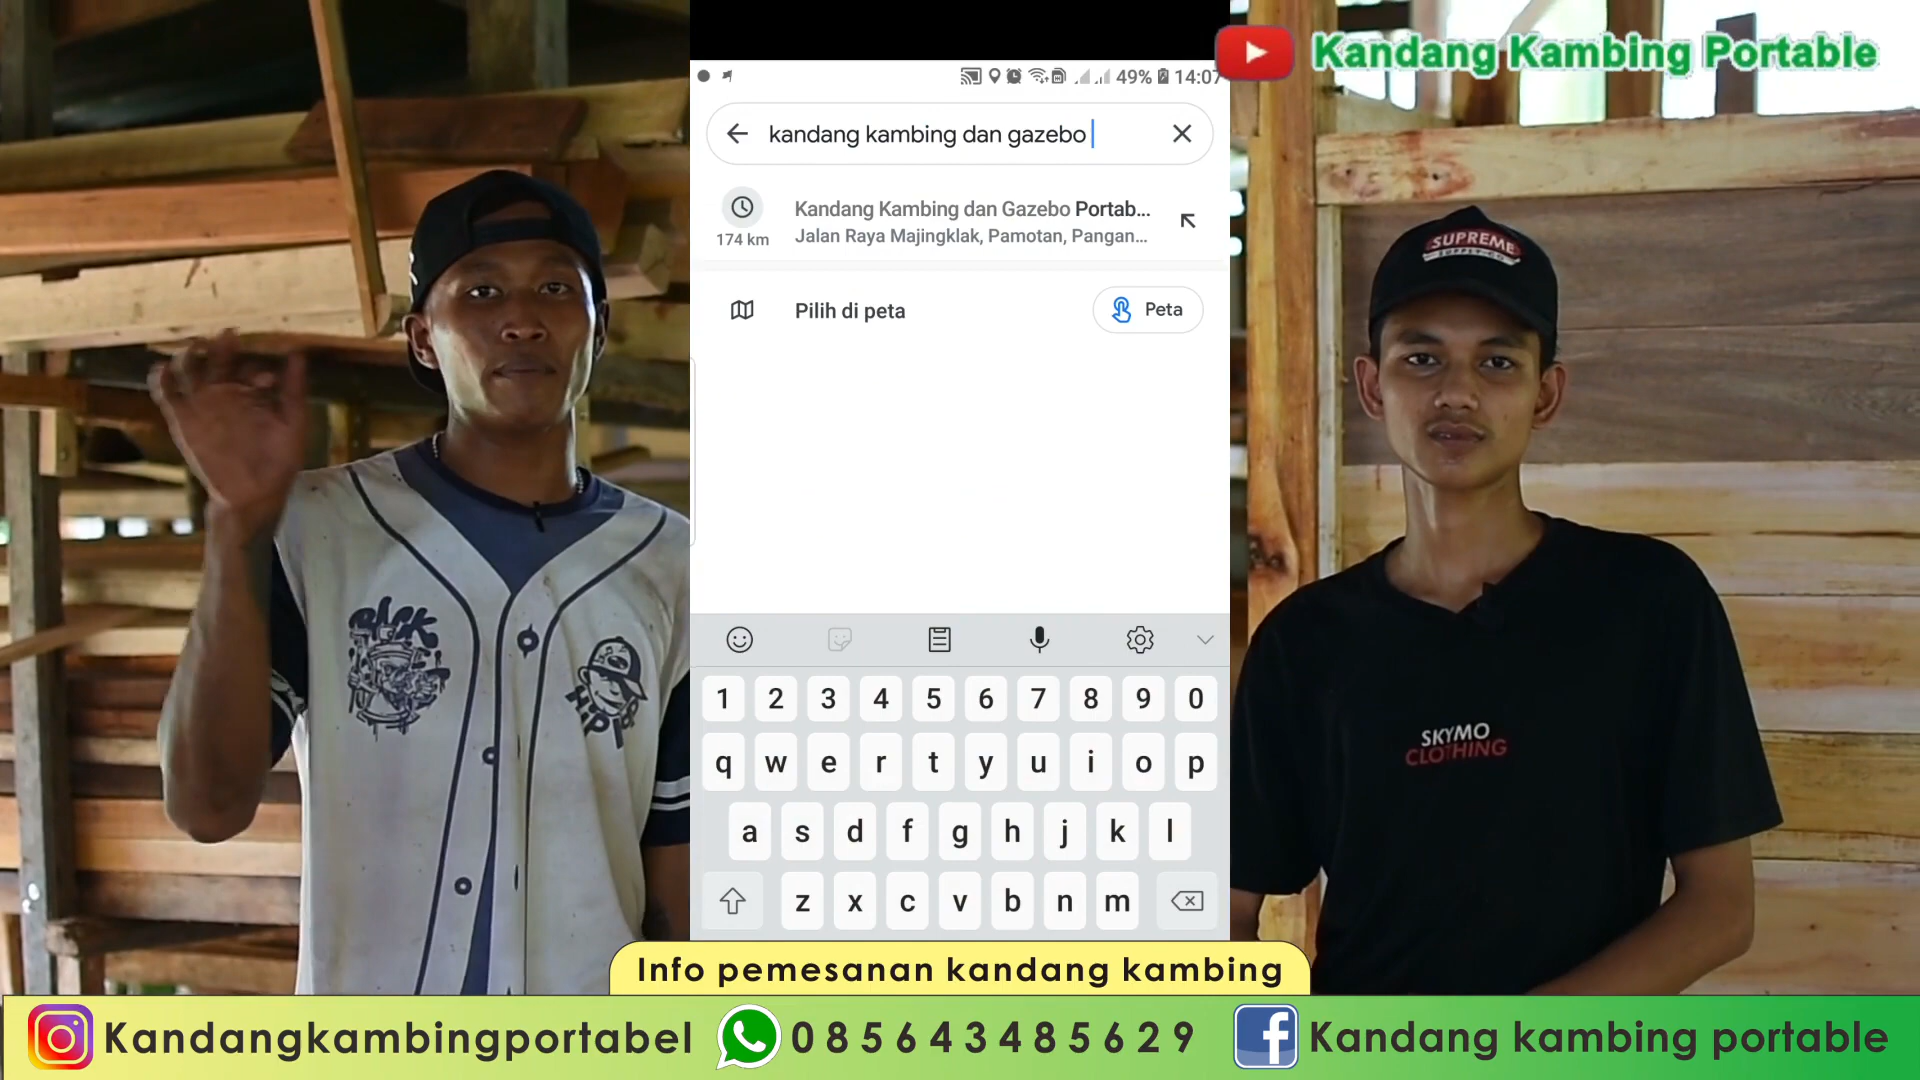 Kandang Kambing Portable
49% 14:07
kandang kambing dan gazebo
Kandang Kambing dan Gazebo Portab...
174 km
Jalan Raya Majingklak, Pamotan, Pangan...
Pilih di peta
Peta
1 2 3 4 5 6 7 8 9 0
q w e r t y u i o p
a s d f g h j k l
z x c v b n m
SUPREME
SKYMO
CLOTHING
Info pemesanan kandang kambing
Kandangkambingportabel
085643485629
Kandang kambing portable